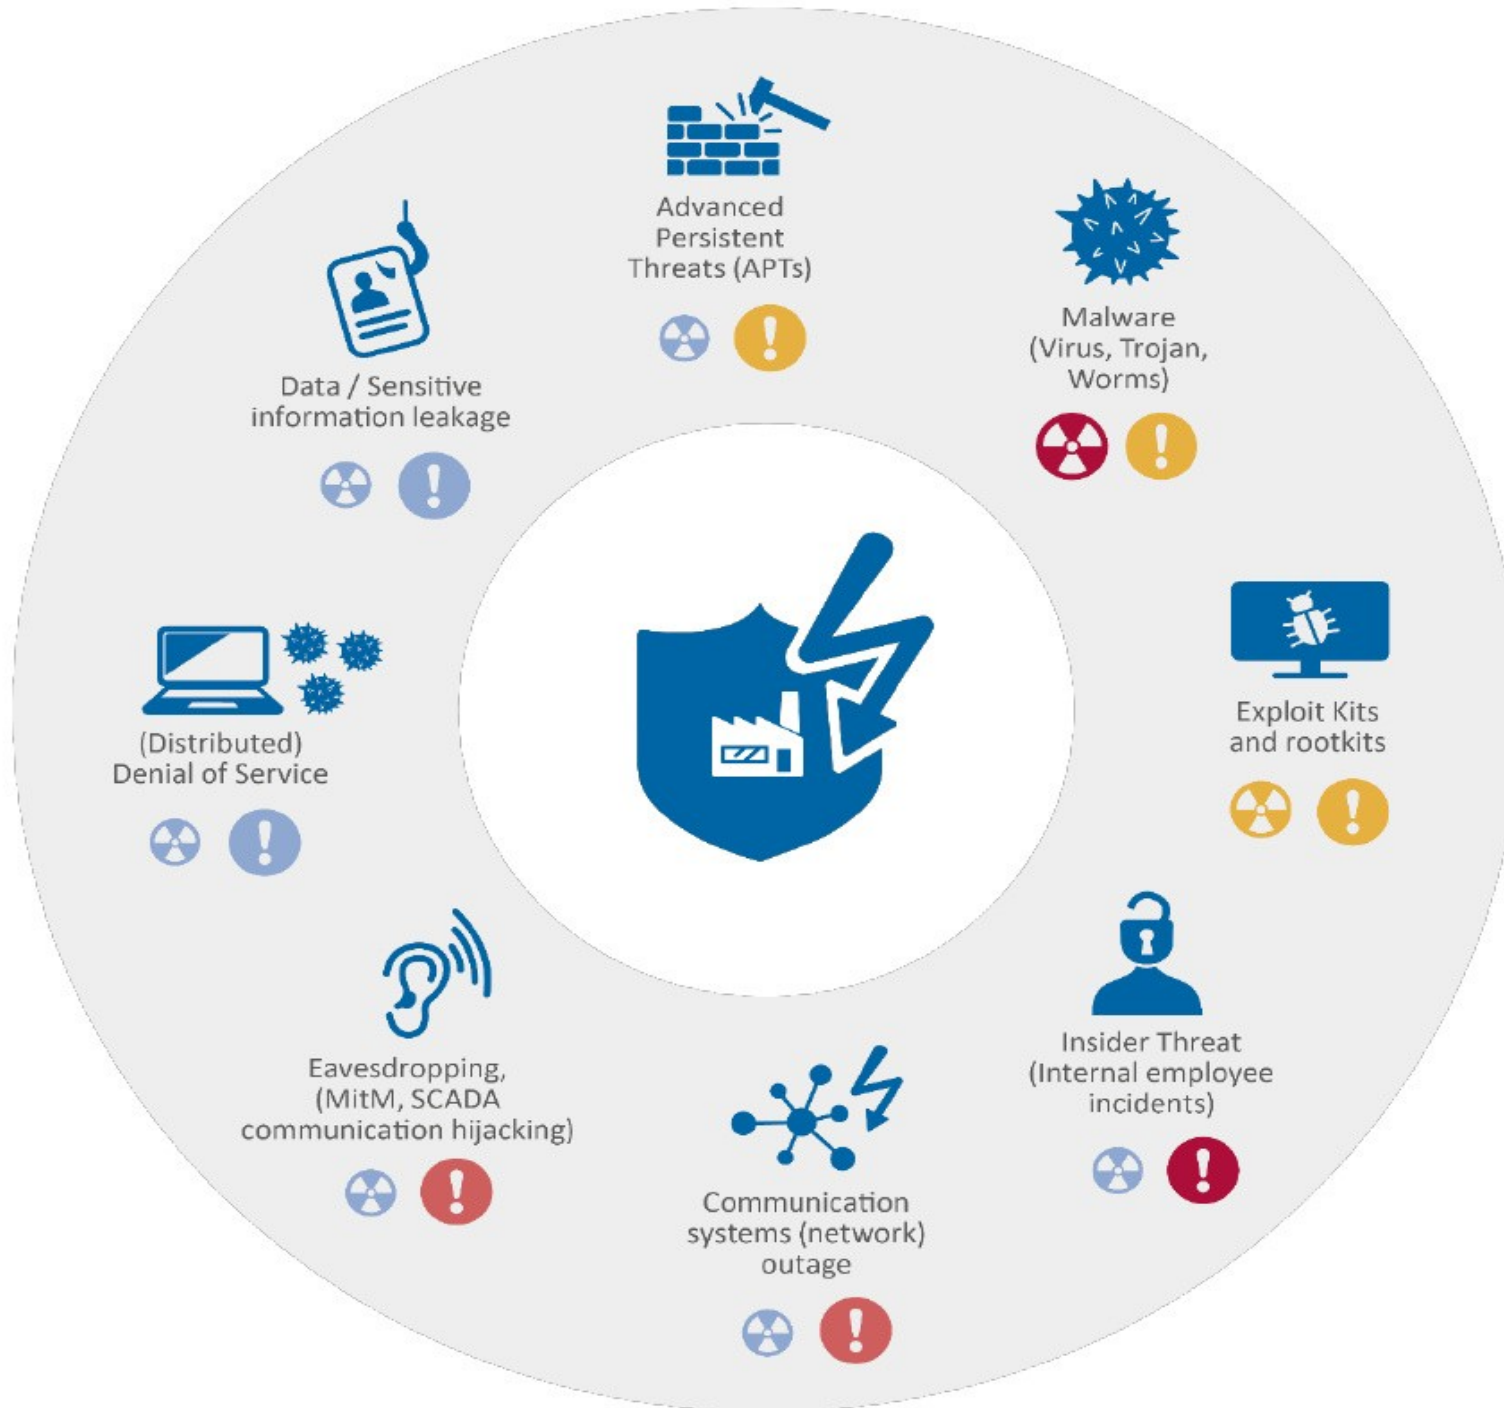 Advanced
Persistent
Threats (APTs)
Malware
(Virus, Trojan,
Worms)
Exploit Kits
and rootkits
Insider Threat
(Internal employee
incidents)
Communication
systems (network)
outage
Eavesdropping,
(MitM, SCADA
communication hijacking)
(Distributed)
Denial of Service
Data / Sensitive
information leakage